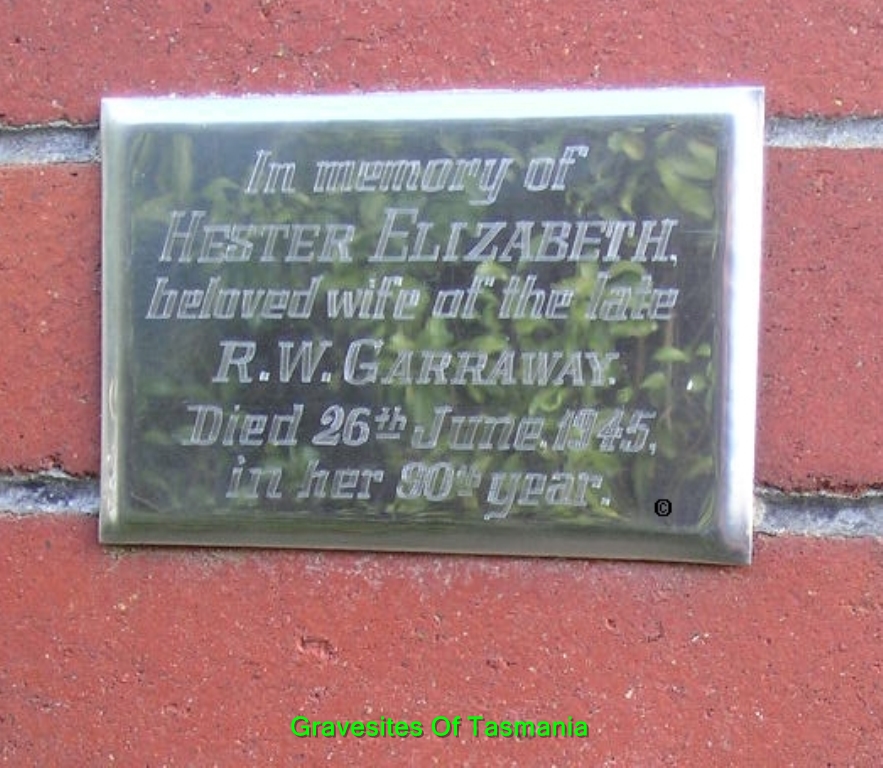 In memory of
HESTER ELIZABETH,
beloved wife of the late
R.W. GARRAWAY.
Died 26th June, 1945,
in her year.
©
Gravesites Of Tasmania